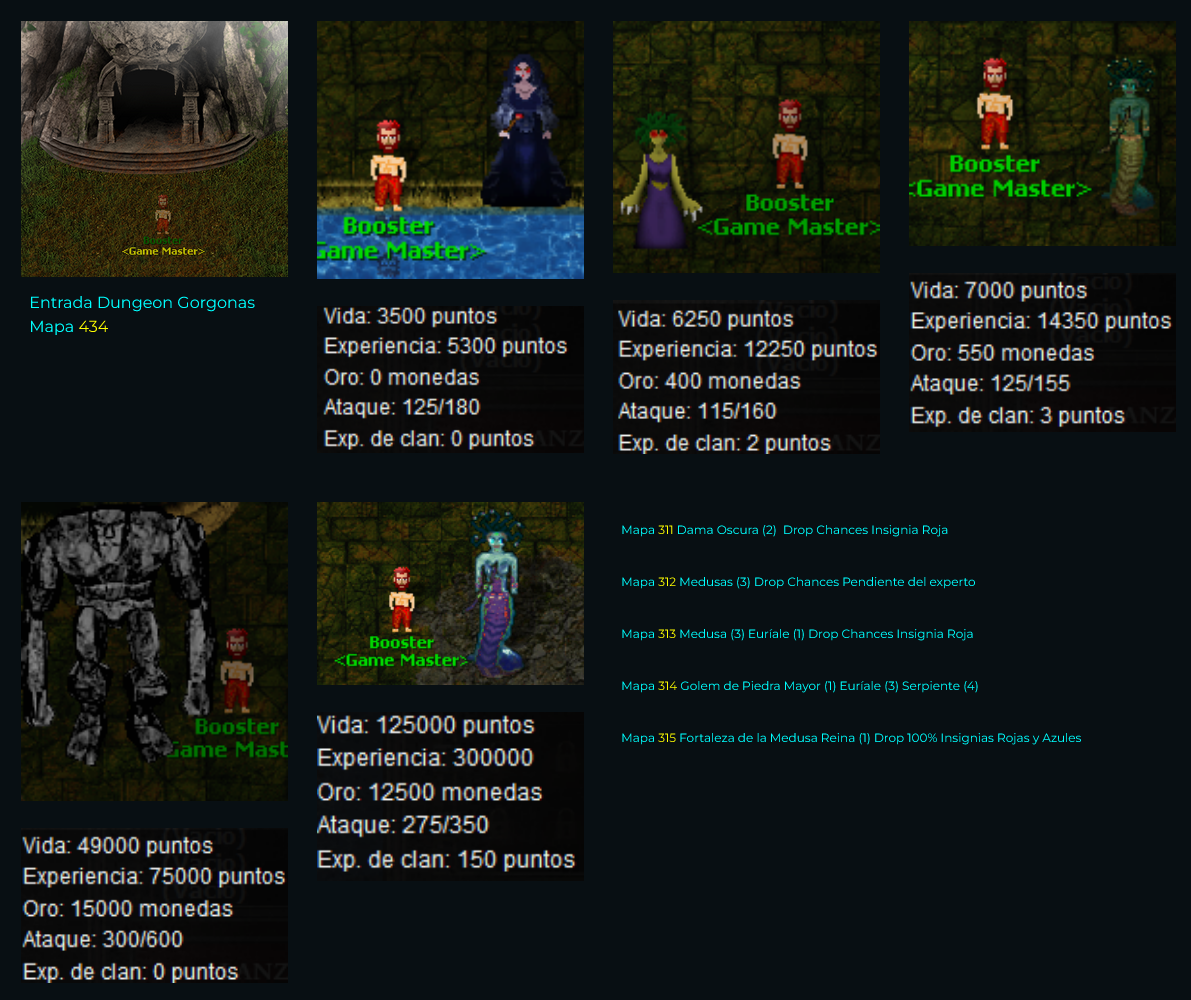 Booster
<Game Master>
Entrada Dungeon Gorgonas
Mapa 434
Booster
Game Master>
Vida: 3500 puntos
Experiencia: 5300 puntos
Oro: 0 monedas
Ataque: 125/180
Exp. de clan: 0 puntos
Booster
<Game Master>
(Vacio)
Vida: 6250 puntos
Experiencia: 12250 puntos
Oro: 400 monedas
Ataque: 115/160
Exp. de clan: 2 puntos
Booster
<Game Master>
(Vacio)
Vida: 7000 puntos
Experiencia: 14350 puntos
Oro: 550 monedas
Ataque: 125/155
Exp. de clan: 3 puntos
Booster
Game Mast
(Vacio)
(Vacio)
Vida: 49000 puntos
Experiencia: 75000 puntos
Oro: 15000 monedas
Ataque: 300/600
Exp. de clan: 0 puntos
Booster
<Game Master>
Vida: 125000 puntos
Experiencia: 300000
Oro: 12500 monedas
Ataque: 275/350
Exp. de clan: 150 puntos
Mapa 311 Dama Oscura (2) Drop Chances Insignia Roja
Mapa 312 Medusas (3) Drop Chances Pendiente del experto
Mapa 313 Medusa (3) Euríale (1) Drop Chances Insignia Roja
Mapa 314 Golem de Piedra Mayor (1) Euríale (3) Serpiente (4)
Mapa 315 Fortaleza de la Medusa Reina (1) Drop 100% Insignias Rojas y Azules